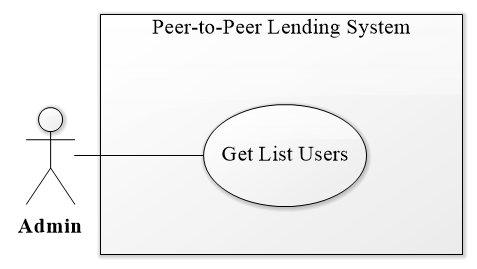 Peer-to-Peer Lending System
Get List Users
Admin